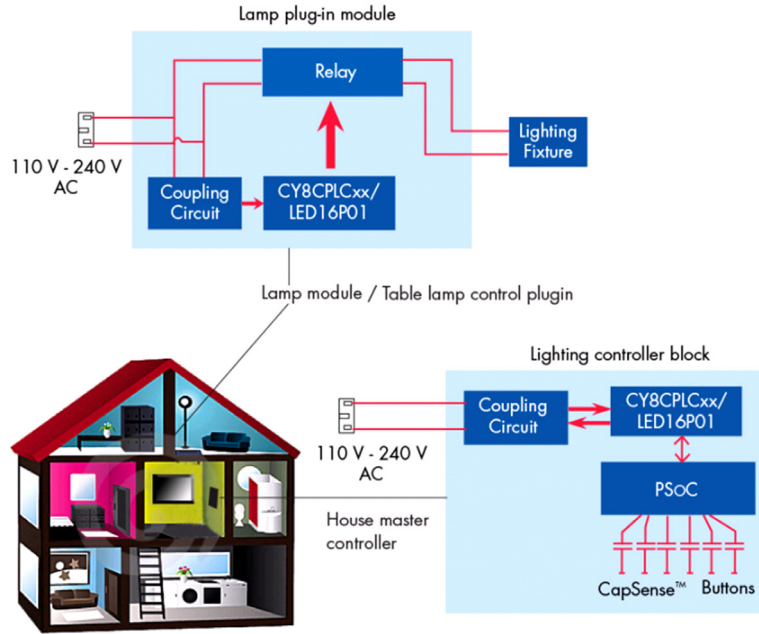 Lamp plug-in module
Relay
Lighting
Fixture
110 V - 240 V
AC
Coupling
Circuit
CY8CPLCxx/
LED16P01
Lamp module / Table lamp control plugin
Lighting controller block
Coupling
Circuit
CY8CPLCxx/
LED16P01
110 V - 240 V
AC
PSoC
House master
controller
CapSense™ Buttons